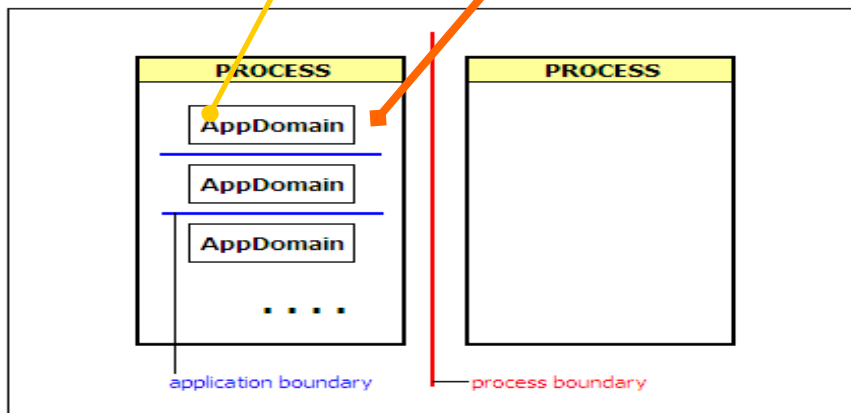 PROCESS
PROCESS
AppDomain
AppDomain
AppDomain
. . . .
application boundary
process boundary